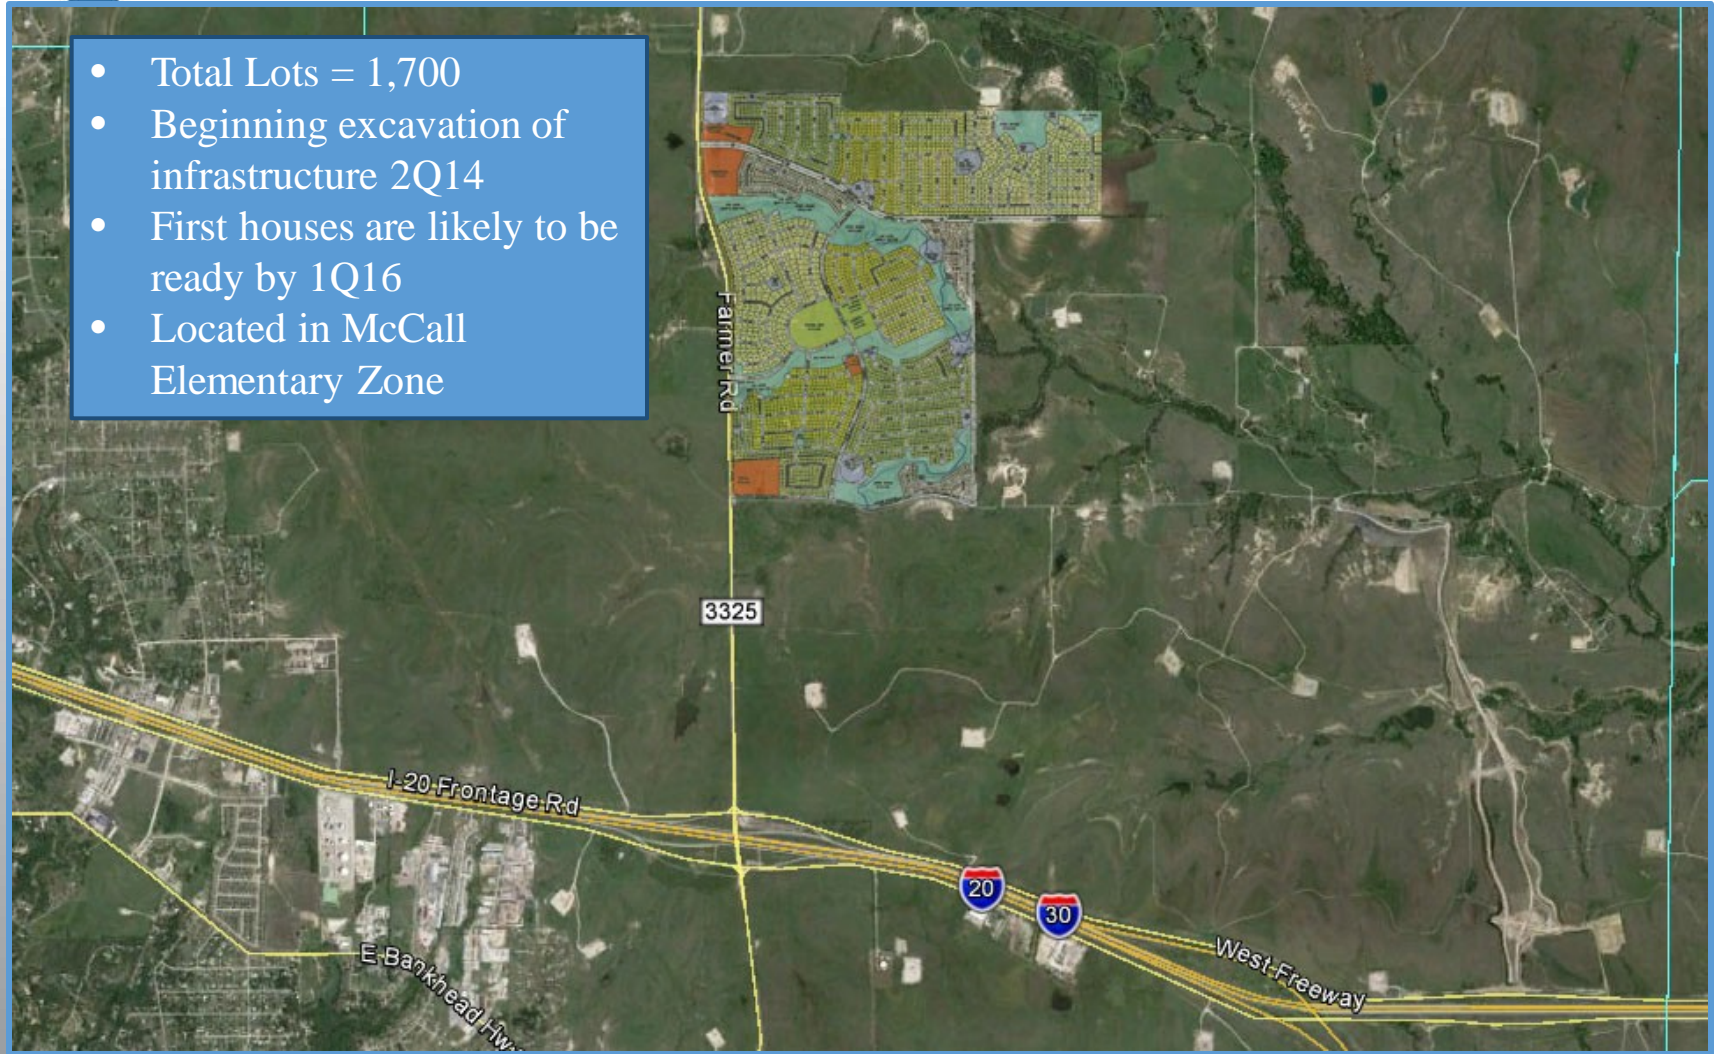 • Total Lots = 1,700
• Beginning excavation of
infrastructure 2Q14
• First houses are likely to be
ready by 1Q16
• Located in McCall
Elementary Zone
Farmer Rd
3325
I-20 Frontage Rd
20
30
West Freeway
E Bankhead Hwy